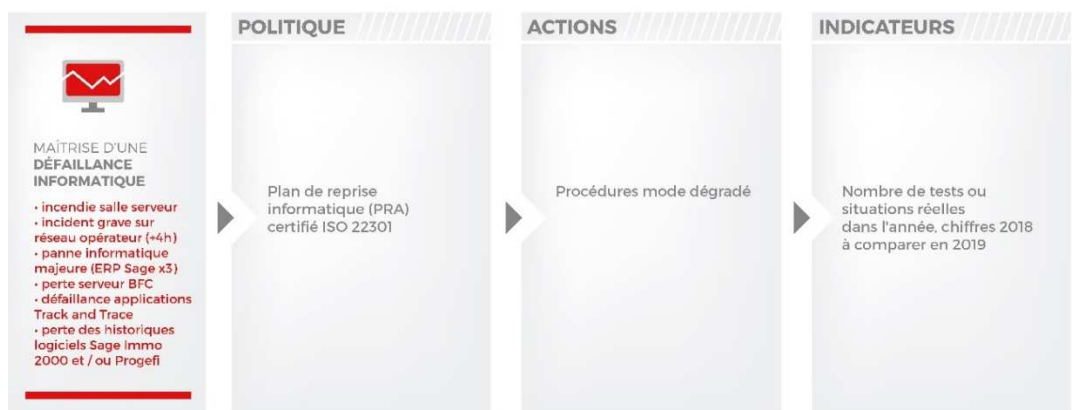 MAÎTRISE D'UNE
DÉFAILLANCE
INFORMATIQUE
• incendie salle serveur
• incident grave sur
réseau opérateur (+4h)
• panne informatique
majeure (ERP Sage x3)
• perte serveur BFC
• défaillance applications
Track and Trace
• perte des historiques
logiciels Sage Immo
2000 et / ou Progefi
POLITIQUE
Plan de reprise
informatique (PRA)
certifié ISO 22301
ACTIONS
Procédures mode dégradé
INDICATEURS
Nombre de tests ou
situations réelles
dans l'année, chiffres 2018
à comparer en 2019